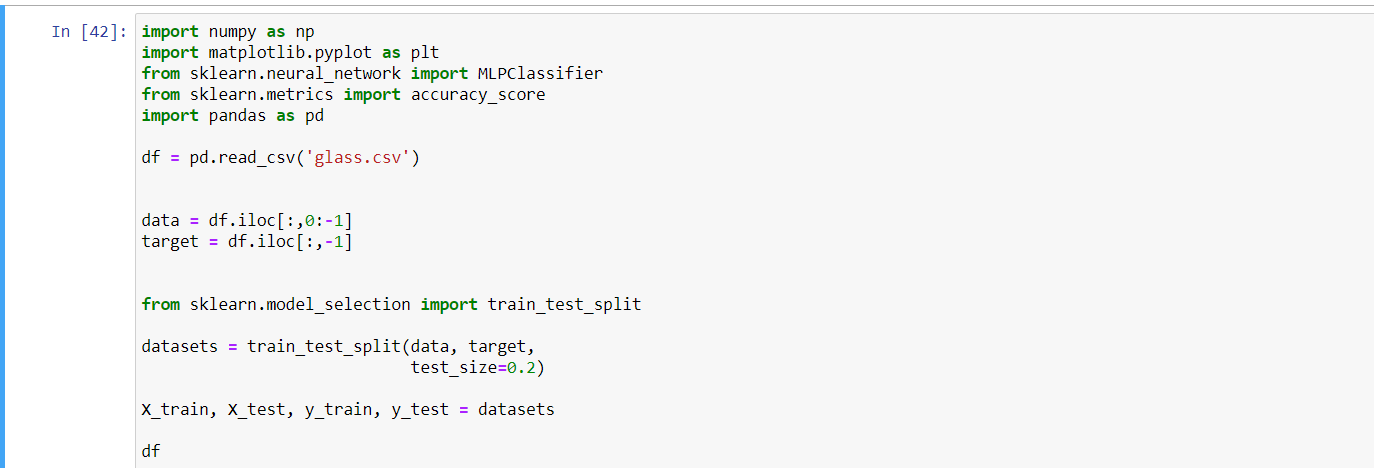 In [42]: import numpy as np
import matplotlib.pyplot as plt
from sklearn.neural_network import MLPClassifier
from sklearn.metrics import accuracy_score
import pandas as pd
df = pd.read_csv('glass.csv')
data = df.iloc[:,0:-1]
target = df.iloc[:,-1]
from sklearn.model_selection import train_test_split
datasets = train_test_split(data, target,
                            test_size=0.2)
X_train, X_test, y_train, y_test = datasets
df